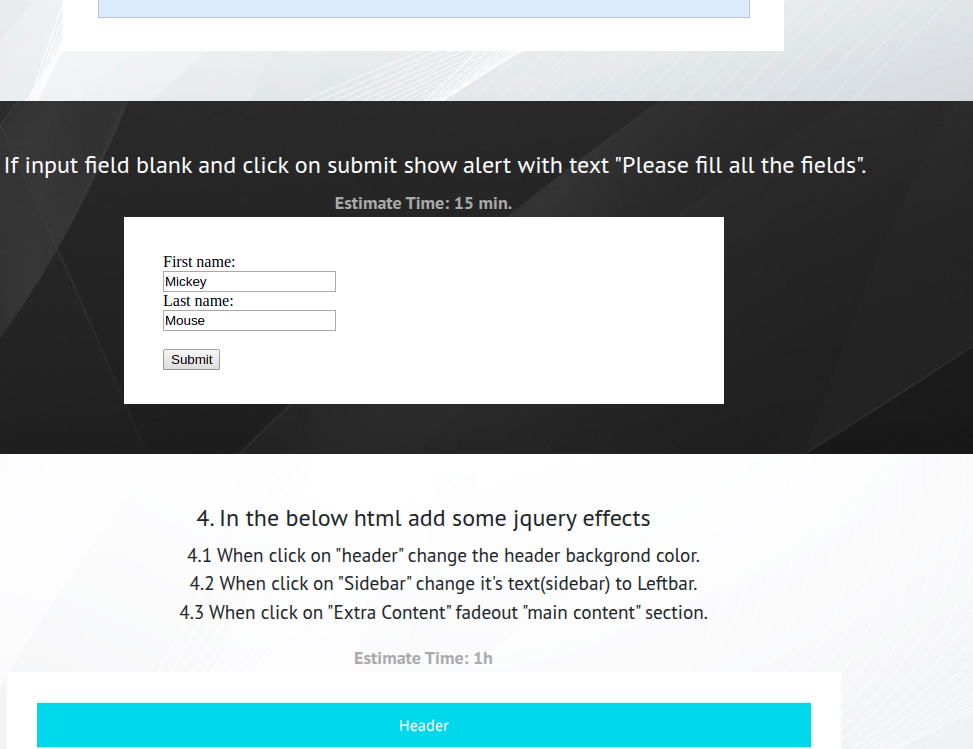 If input field blank and click on submit show alert with text "Please fill all the fields".
Estimate Time: 15 min.
First name:
Mickey
Last name:
Mouse
Submit
4. In the below html add some jquery effects
4.1 When click on "header" change the header backgrond color.
4.2 When click on "Sidebar" change it's text(sidebar) to Leftbar.
4.3 When click on "Extra Content" fadeout "main content" section.
Estimate Time: 1h
Header